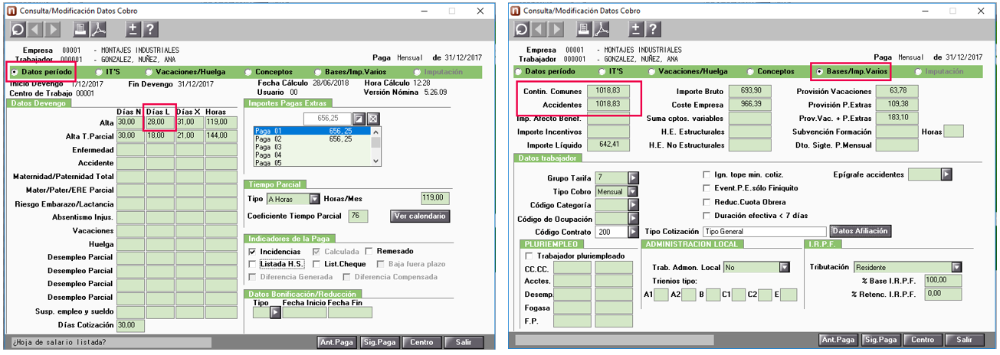 Consulta/Modificación Datos Cobro
Empresa 00001 - MONTAJES INDUSTRIALES
Trabajador 000001 - GONZALEZ, NUÑEZ, ANA
Paga Mensual de 31/12/2017
Datos período IT'S Vacaciones/Huelga Conceptos Bases/Imp.Varios Imputación
Inicio Devengo 1/12/2017 Fin Devengo 31/12/2017 Fecha Cálculo 28/06/2018 Hora Cálculo 12:28
Centro de Trabajo 00001 Usuario 00 Versión Nómina 5.26.09
Datos Devengo
Días N Días L Días X Horas
Alta 30,00 28,00 31,00 119,00
Alta T.Parcial 30,00 18,00 21,00 144,00
Enfermedad
Accidente
Maternidad/Paternidad Total
Mater/Pater/ERE Parcial
Riesgo Embarazo/Lactancia
Absentismo Injus.
Vacaciones
Huelga
Desempleo Parcial
Desempleo Parcial
Desempleo Parcial
Desempleo Parcial
Susp. empleo y sueldo
Días Cotización 30,00
Importes Pagas Extras
656,25
Paga 01 656,25
Paga 02 656,25
Paga 03
Paga 04
Paga 05
Tiempo Parcial
Tipo A Horas Horas/Mes 119,00
Coeficiente Tiempo Parcial 76 Ver calendario
Indicadores de la Paga
Incidencias Calculada Remesado
Listada H.S. List.Cheque Baja fuera plazo
Diferencia Generada Diferencia Compensada
Datos Bonificación/Reducción
Tipo Fecha Inicio Fecha Fin
¿Hoja de salario listada?
Ant.Paga Sig.Paga Centro Salir
Consulta/Modificación Datos Cobro
Empresa 00001 - MONTAJES INDUSTRIALES
Trabajador 000001 - GONZALEZ, NUÑEZ, ANA
Paga Mensual de 31/12/2017
Datos período IT'S Vacaciones/Huelga Conceptos Bases/Imp.Varios Imputación
Contin. Comunes 1018,83 Importe Bruto 693,90 Provisión Vacaciones 63,78
Accidentes 1018,83 Coste Empresa 966,39 Provisión P.Extras 109,38
Imp. Afecto Benef. Suma cptos. variables Prov.Vac. + P.Extras 183,10
Importe Incentivos H.E. Estructurales Subvención Formación Horas
Importe Líquido 642,41 H.E. No Estructurales Dto. Sigte. P.Mensual
Datos trabajador
Grupo Tarifa 7 Ign. tope min. cotiz. Epígrafe accidentes
Tipo Cobro Mensual Event.P.E.sólo Finiquito
Código Categoría Reduc.Cuota Obrera
Código de Ocupación Duración efectiva < 7 días
Código Contrato 200 Tipo Cotización Tipo General Datos Afiliación
PLURIEMPLEO
Trabajador pluriempleado
CC.CC.
Acctes.
Desemp.
Fogasa
F.P.
ADMINISTRACION LOCAL
Trab. Admon. Local No
Trienios tipo:
A1 A2 B C1 C2 E
I.R.P.F.
Tributación Residente
% Base I.R.P.F. 100,00
% Retenc. I.R.P.F. 0,00
Ant.Paga Sig.Paga Centro Salir